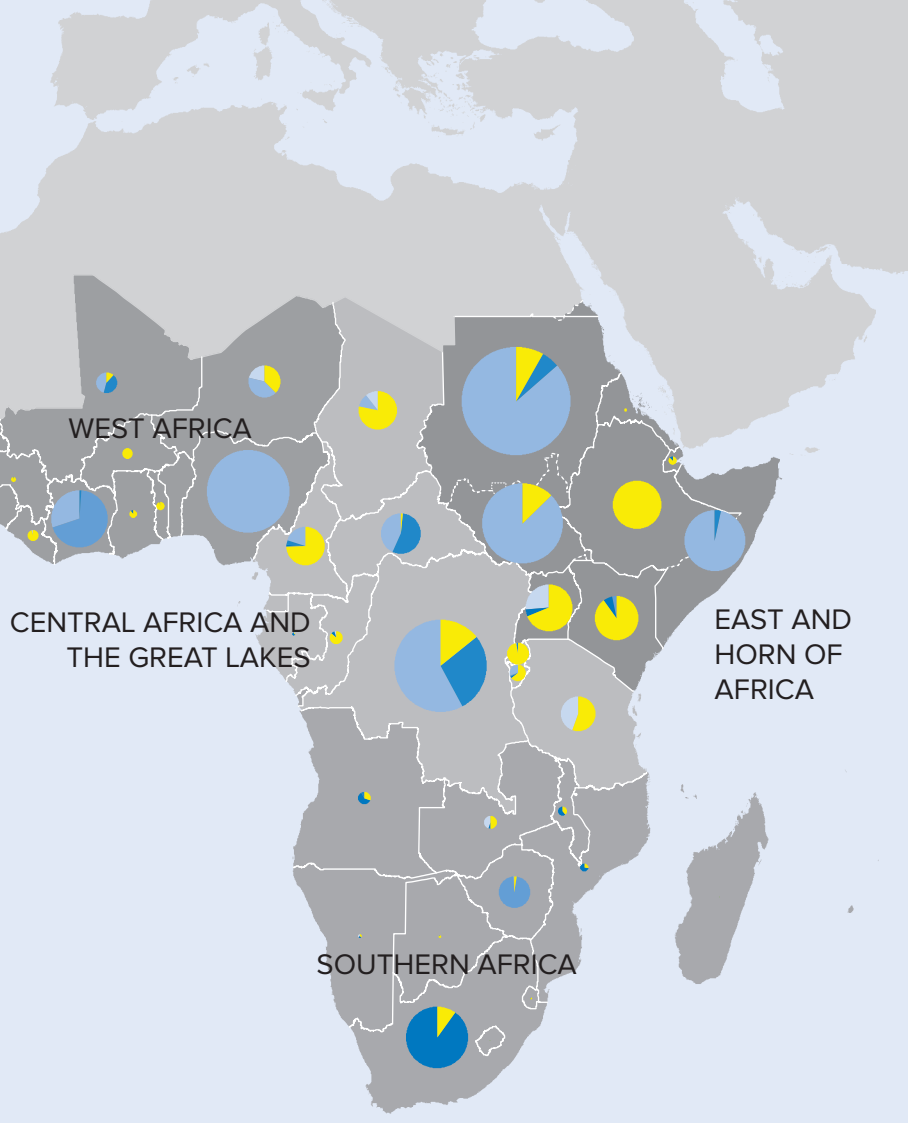 WEST AFRICA
CENTRAL AFRICA AND
THE GREAT LAKES
EAST AND
HORN OF
AFRICA
SOUTHERN AFRICA